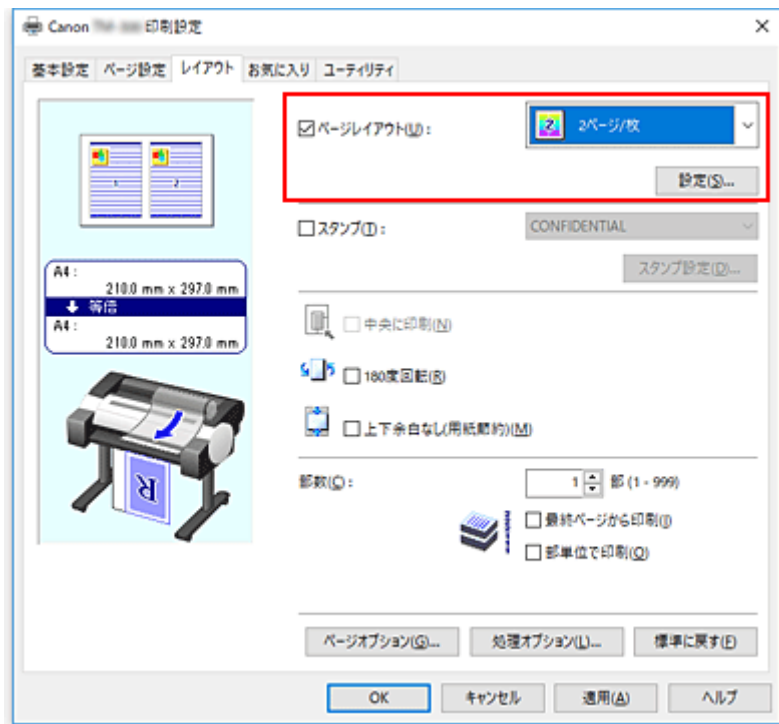 Canon 印刷設定
基本設定 ページ設定 レイアウト お気に入り ユーティリティ
ページレイアウト(U): 2ページ/枚
設定(S)...
1 2
スタンプ(T): CONFIDENTIAL
スタンプ設定(D)...
A4:
210.0 mm x 297.0 mm
等倍
A4:
210.0 mm x 297.0 mm
中央に印刷(N)
180度回転(R)
上下余白なし(用紙節約)(M)
R
部数(C): 1 部 (1 - 999)
最終ページから印刷(I)
部単位で印刷(O)
ページオプション(G)... 処理オプション(L)... 標準に戻す(F)
OK キャンセル 適用(A) ヘルプ